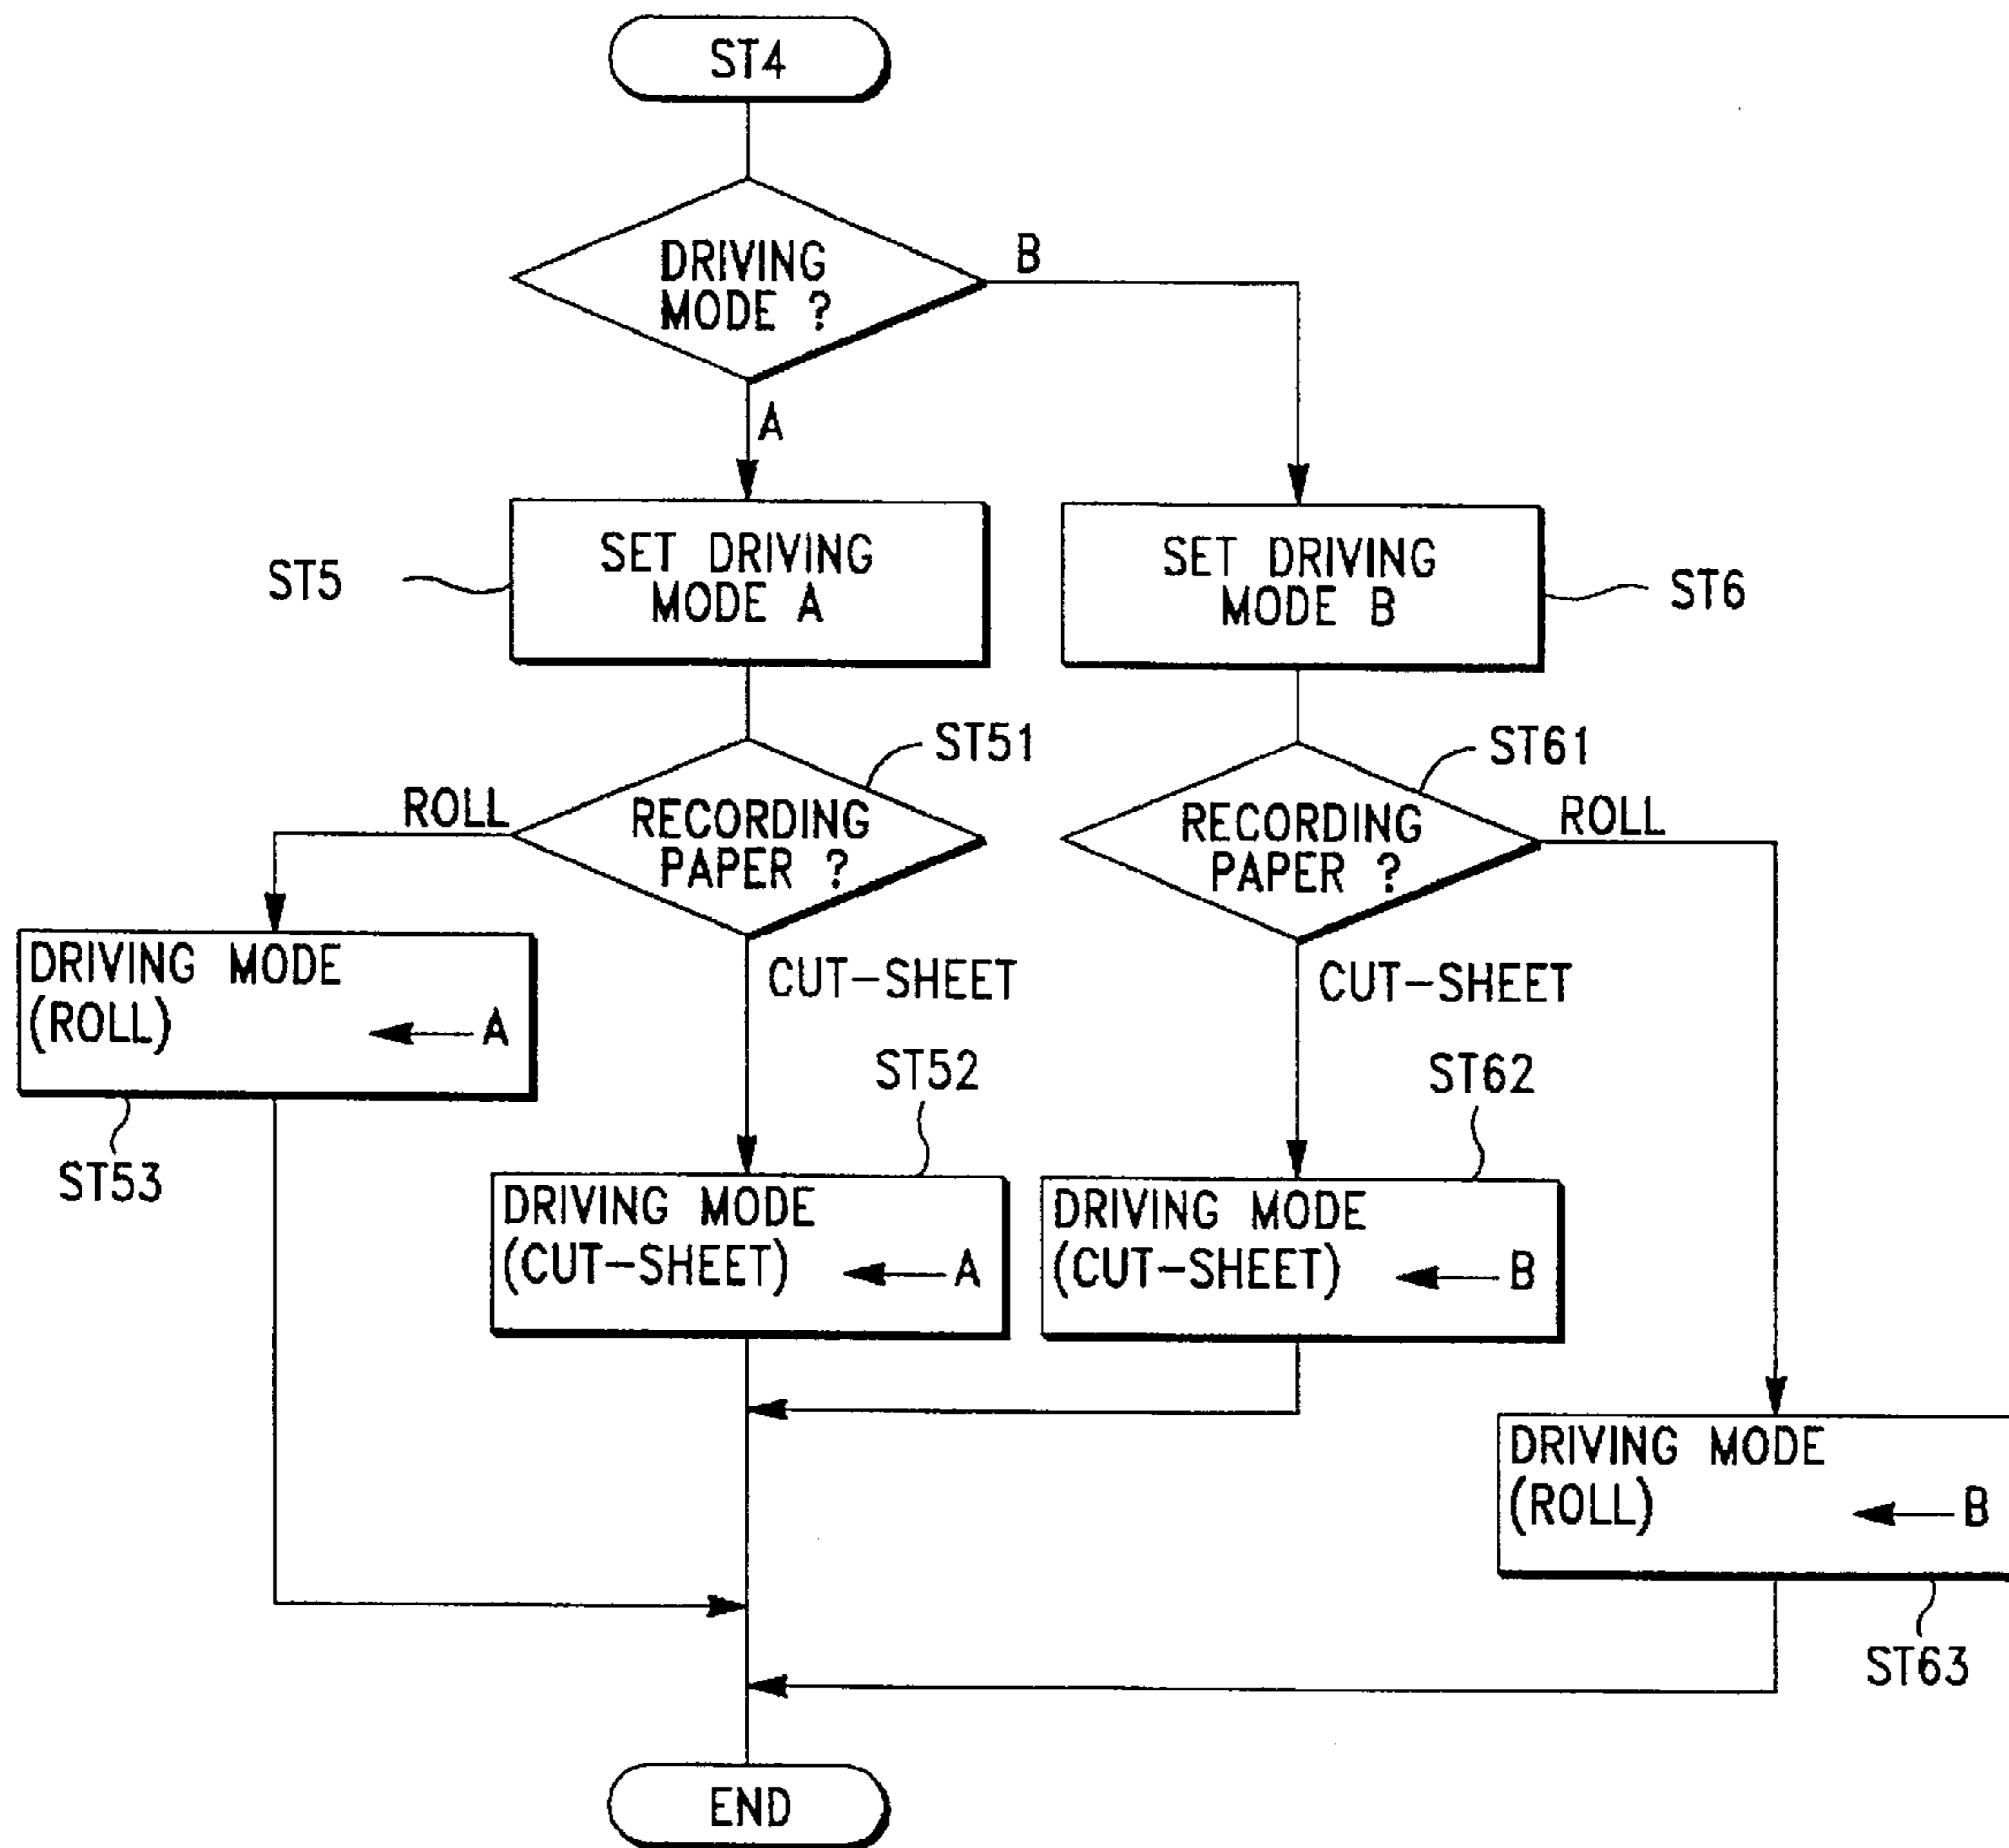 ST4
DRIVING
MODE ?
B
A
SET DRIVING
MODE A
ST5
SET DRIVING
MODE B
ST6
ST51
RECORDING
PAPER ?
ROLL
CUT-SHEET
ST61
RECORDING
PAPER ?
ROLL
CUT-SHEET
DRIVING MODE
(ROLL) ← A
ST53
ST52
DRIVING MODE
(CUT-SHEET) ← A
ST62
DRIVING MODE
(CUT-SHEET) ← B
DRIVING MODE
(ROLL) ← B
ST63
END